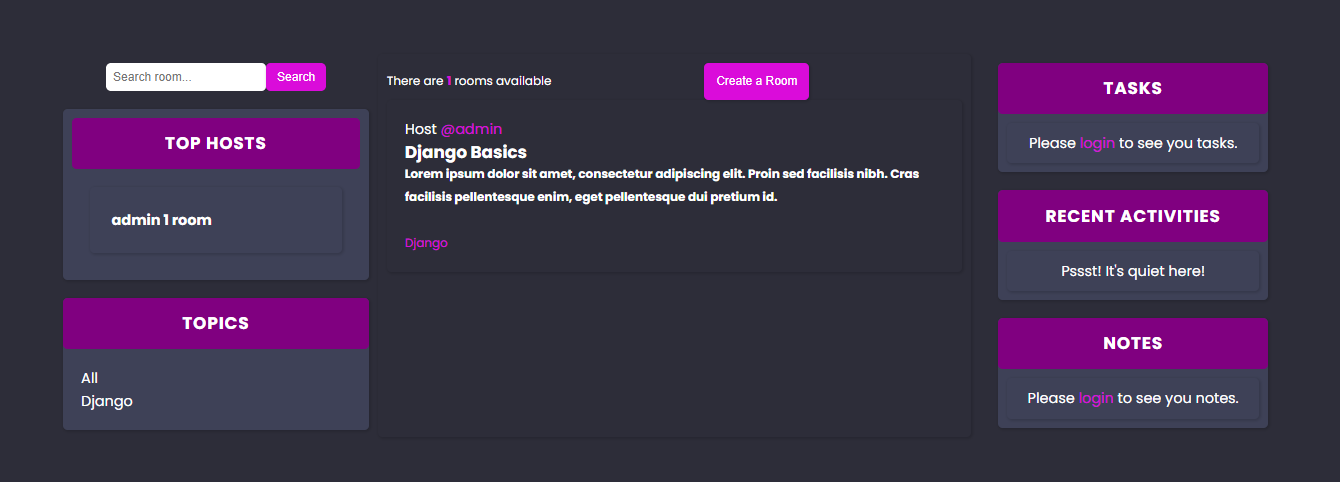 Search room...
Search
TOP HOSTS
admin 1 room
TOPICS
All
Django
There are 1 rooms available
Create a Room
Host @admin
Django Basics
Lorem ipsum dolor sit amet, consectetur adipiscing elit. Proin sed facilisis nibh. Cras
facilisis pellentesque enim, eget pellentesque dui pretium id.
Django
TASKS
Please login to see you tasks.
RECENT ACTIVITIES
Pssst! It's quiet here!
NOTES
Please login to see you notes.